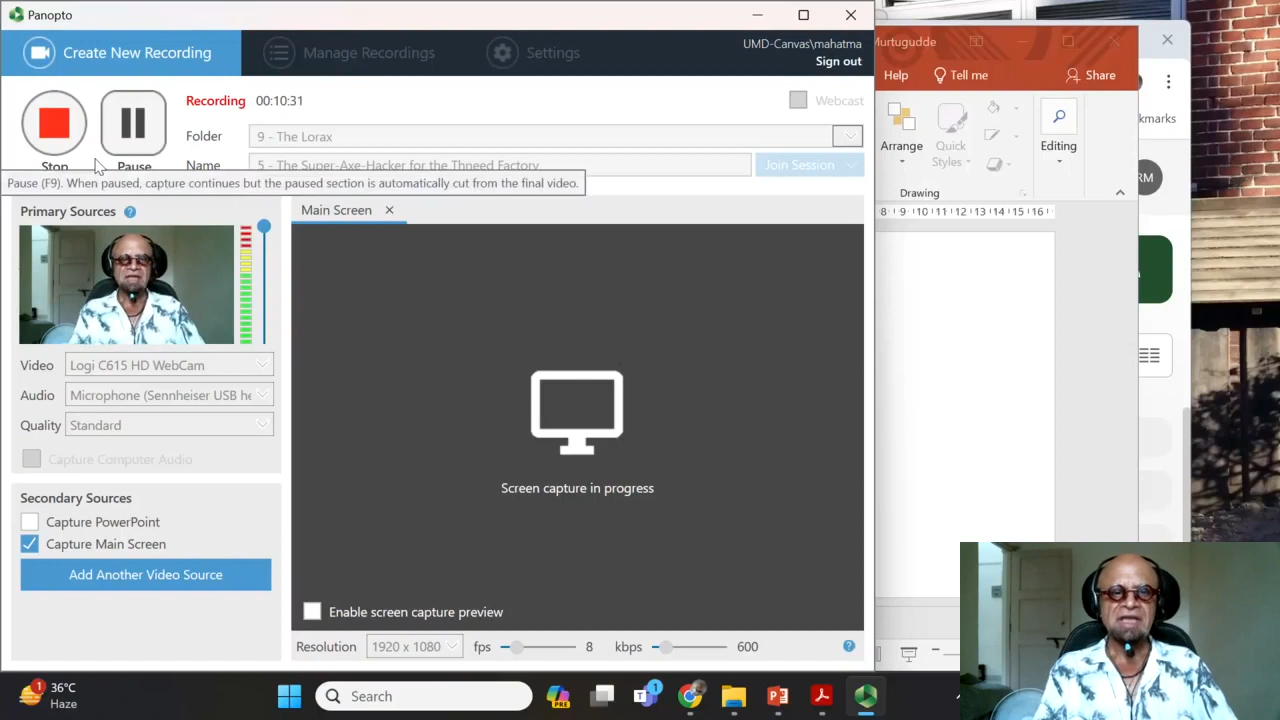 Panopto
Create New Recording
Manage Recordings
Settings
UMD-Canvas\mahatma
Sign out
Recording 00:10:31
Webcast
Folder 9 - The Lorax
Stop
Pause
Name 5 - The Super-Axe-Hacker for the Thneed Factory
Join Session
Pause (F9). When paused, capture continues but the paused section is automatically cut from the final video.
Primary Sources
Main Screen
Video Logi C615 HD WebCam
Audio Microphone (Sennheiser USB he
Quality Standard
Capture Computer Audio
Secondary Sources
Capture PowerPoint
Capture Main Screen
Add Another Video Source
Screen capture in progress
Enable screen capture preview
Resolution 1920 x 1080 fps 8 kbps 600
Murtugudde
Help
Tell me
Share
Arrange
Quick
Styles
Editing
Drawing
8 9 10 11 12 13 14 15 16
kmarks
RM
1
36°C
Haze
Search
PRE
T
1
P